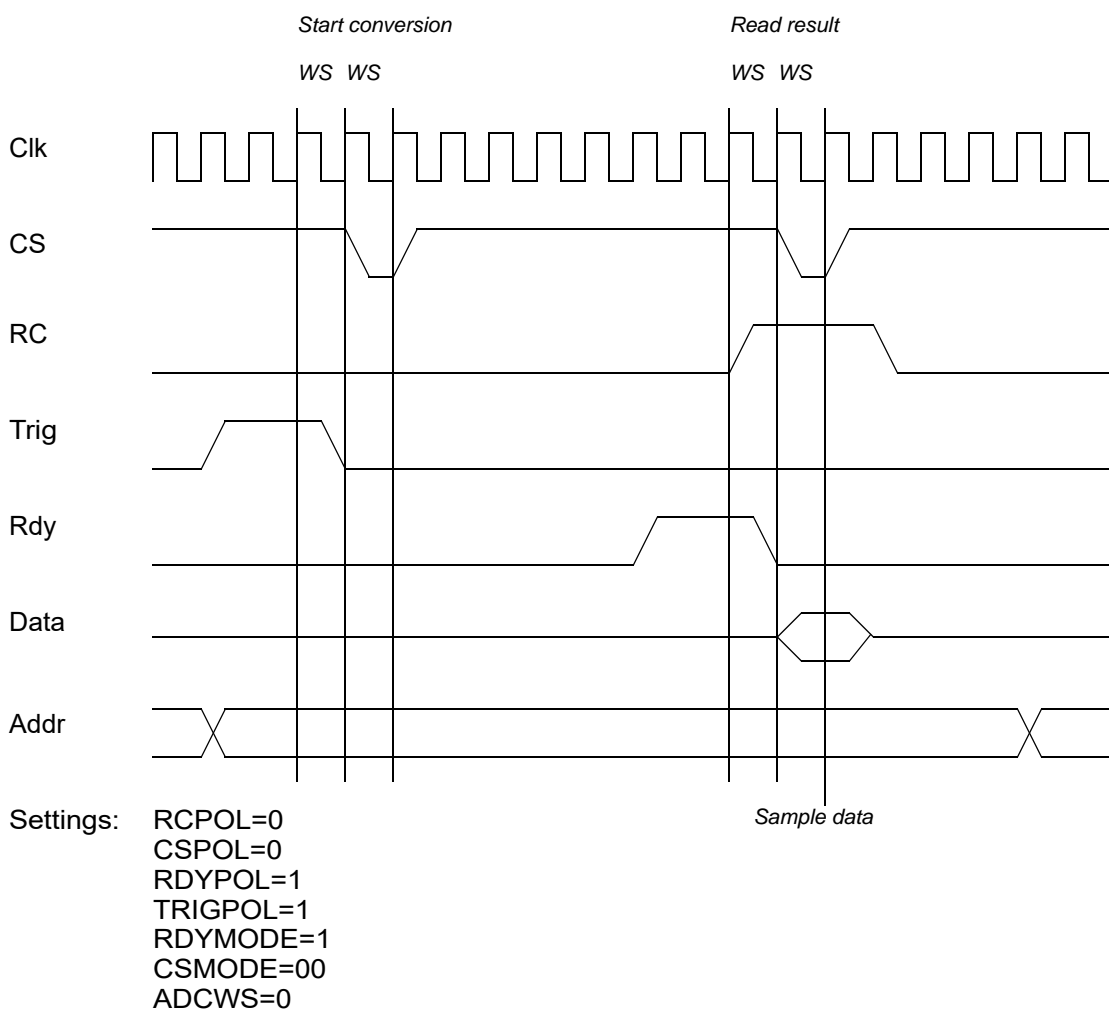 Start conversion Read result
WS WS WS WS
Clk
CS
RC
Trig
Rdy
Data
Addr
Sample data
Settings: RCPOL=0
CSPOL=0
RDYPOL=1
TRIGPOL=1
RDYMODE=1
CSMODE=00
ADCWS=0